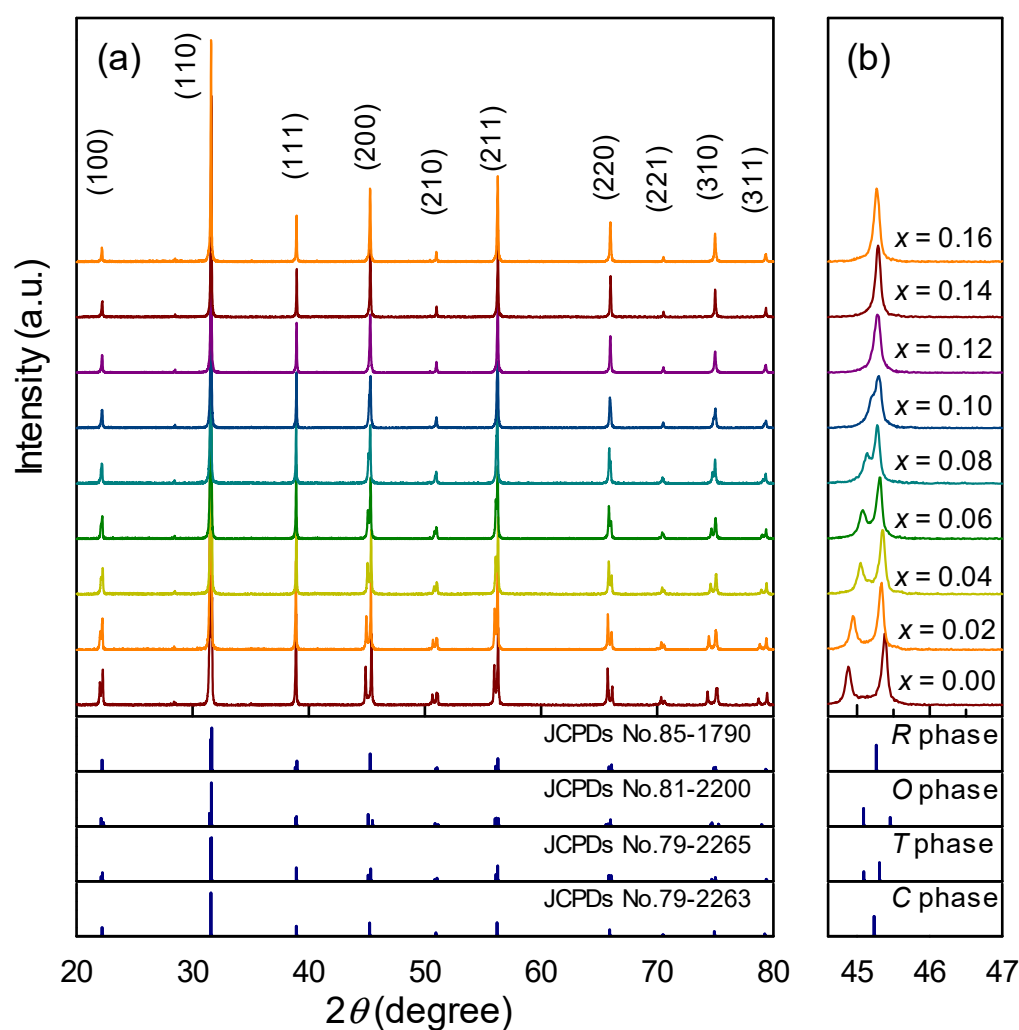 (a)
(b)
(100)
(110)
(111)
(200)
(210)
(211)
(220)
(221)
(310)
(311)
Intensity (a.u.)
x = 0.16
x = 0.14
x = 0.12
x = 0.10
x = 0.08
x = 0.06
x = 0.04
x = 0.02
x = 0.00
JCPDs No.85-1790
R phase
JCPDs No.81-2200
O phase
JCPDs No.79-2265
T phase
JCPDs No.79-2263
C phase
20 30 40 50 60 70 80
45 46 47
2θ (degree)